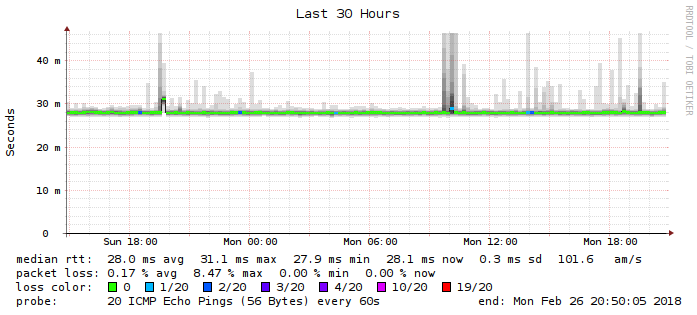 Last 30 Hours
RRDTOOL / TOBI OETIKER
Seconds
40 m
30 m
20 m
10 m
0
Sun 18:00 Mon 00:00 Mon 06:00 Mon 12:00 Mon 18:00
median rtt: 28.0 ms avg 31.1 ms max 27.9 ms min 28.1 ms now 0.3 ms sd 101.6 am/s
packet loss: 0.17 % avg 8.47 % max 0.00 % min 0.00 % now
loss color: 0 1/20 2/20 3/20 4/20 10/20 19/20
probe: 20 ICMP Echo Pings (56 Bytes) every 60s end: Mon Feb 26 20:50:05 2018